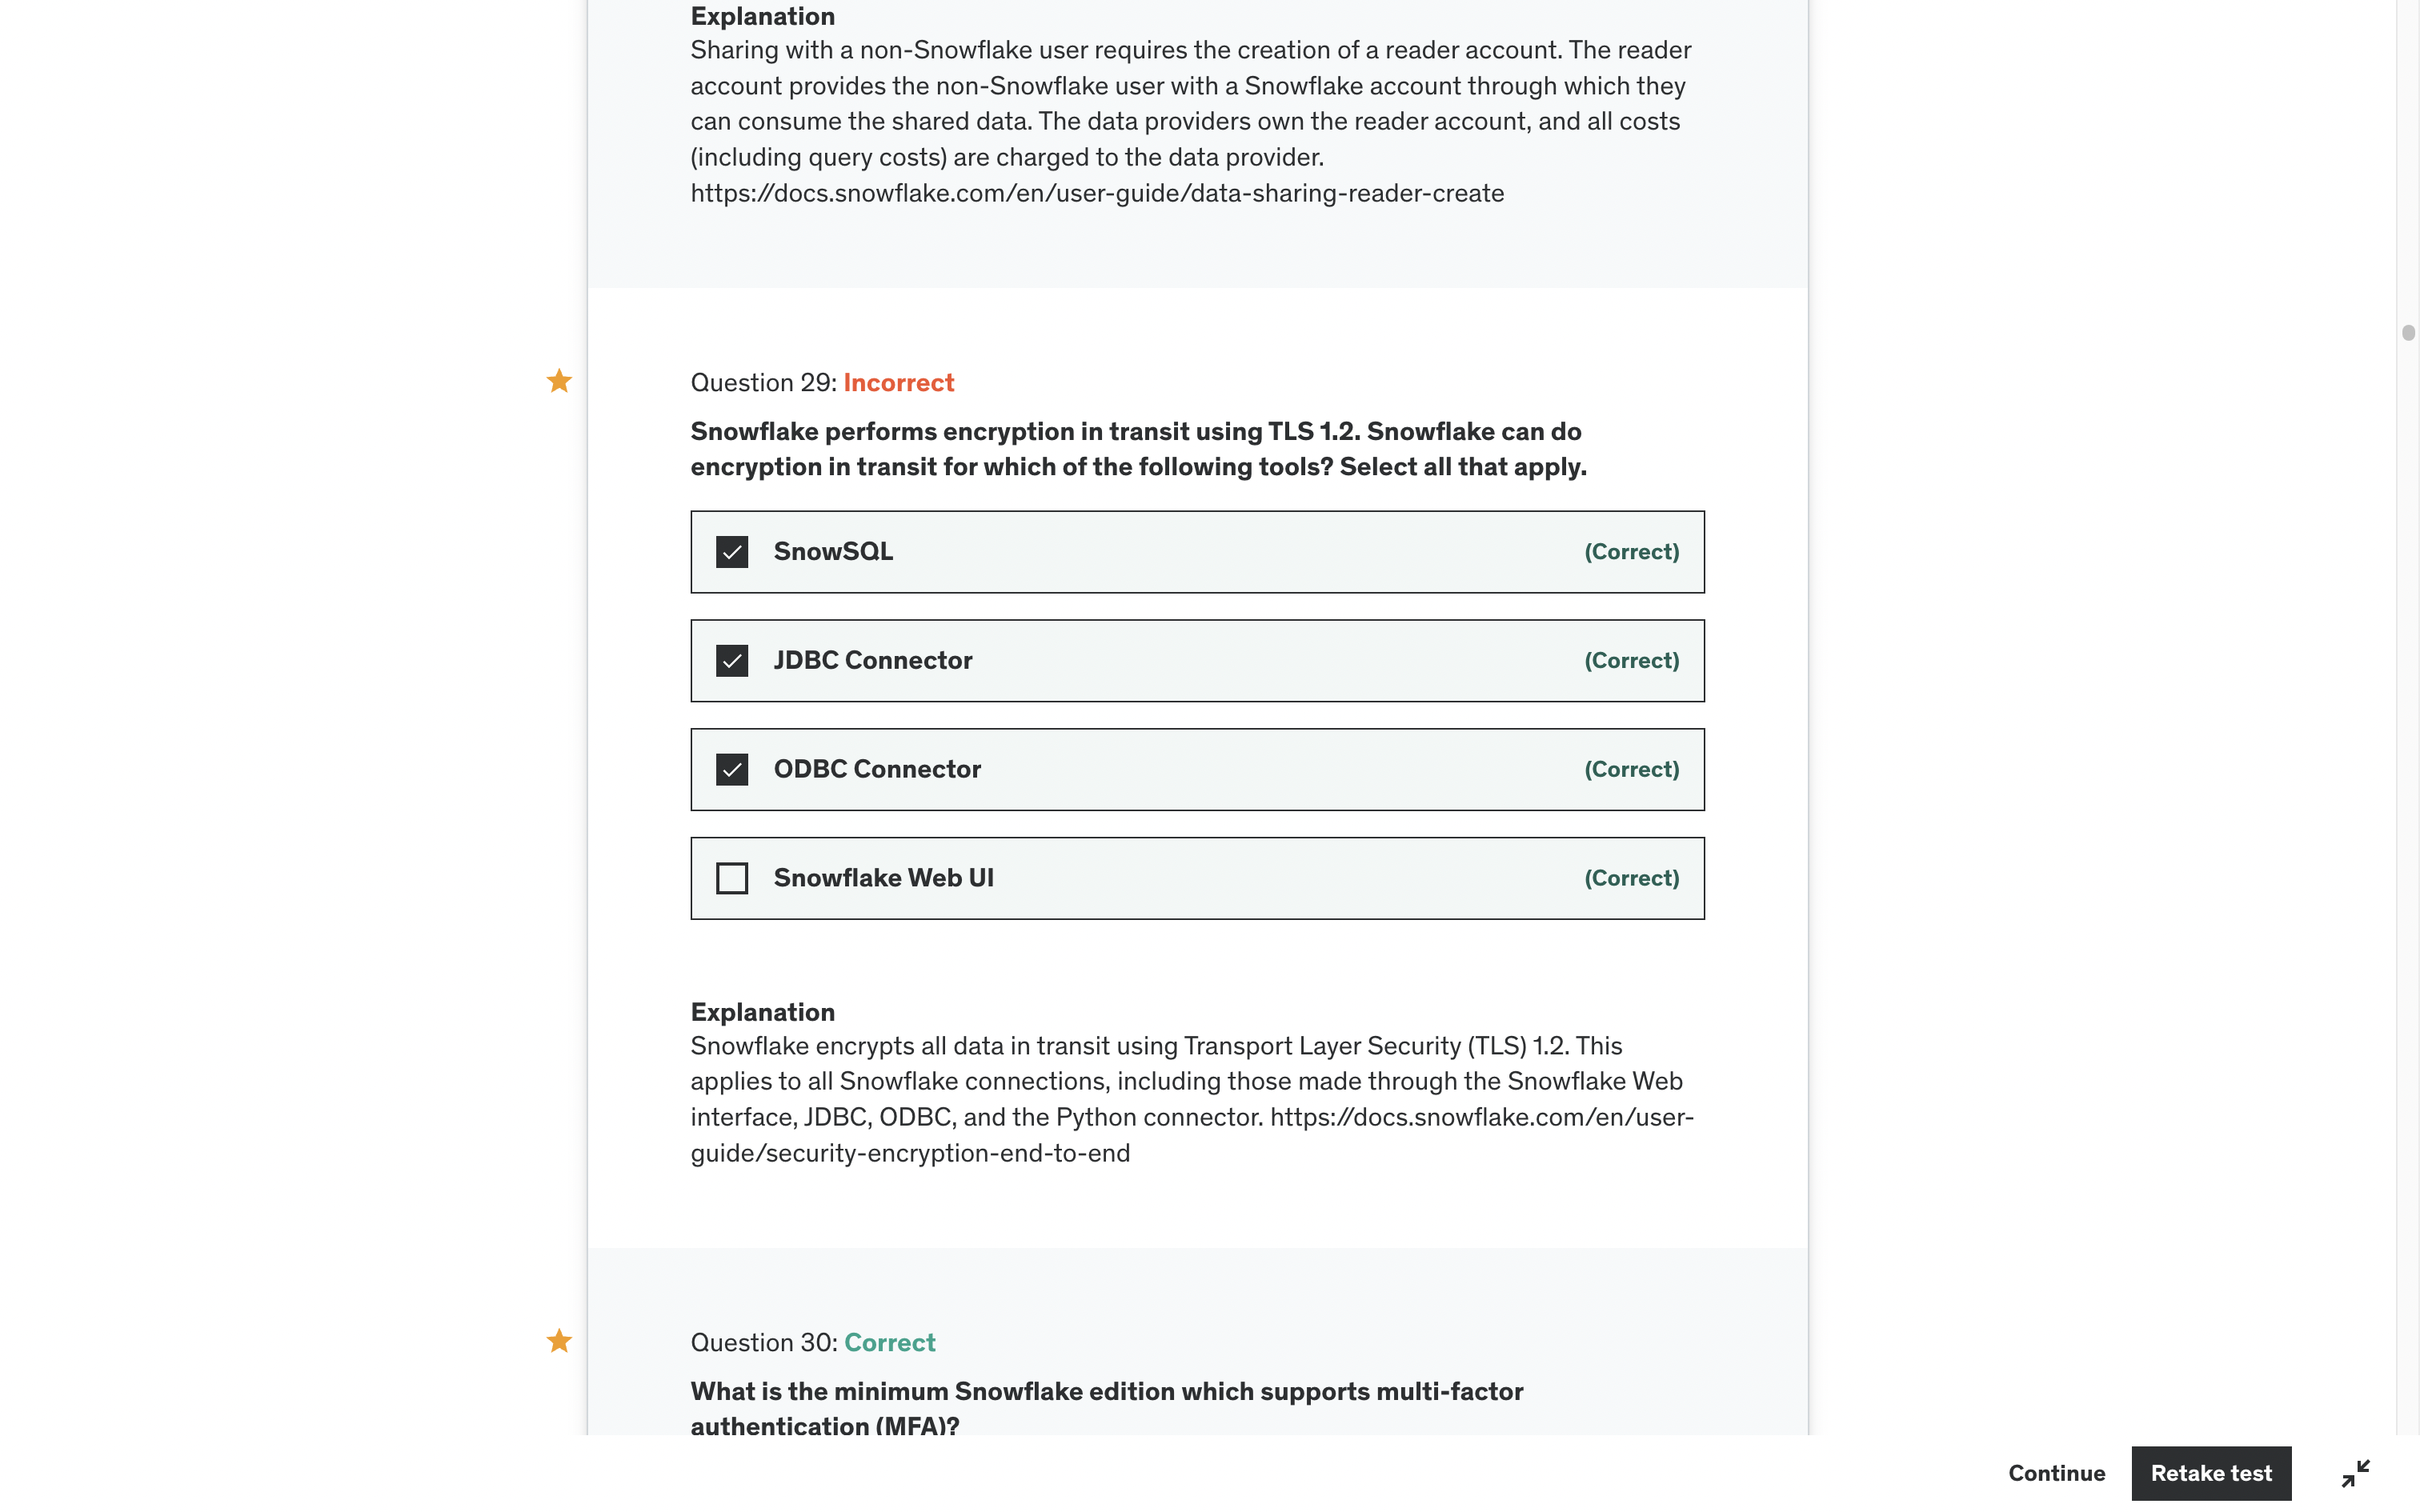 Explanation
Sharing with a non-Snowflake user requires the creation of a reader account. The reader
account provides the non-Snowflake user with a Snowflake account through which they
can consume the shared data. The data providers own the reader account, and all costs
(including query costs) are charged to the data provider.
https://docs.snowflake.com/en/user-guide/data-sharing-reader-create
Question 29: Incorrect
Snowflake performs encryption in transit using TLS 1.2. Snowflake can do
encryption in transit for which of the following tools? Select all that apply.
SnowSQL (Correct)
JDBC Connector (Correct)
ODBC Connector (Correct)
Snowflake Web UI (Correct)
Explanation
Snowflake encrypts all data in transit using Transport Layer Security (TLS) 1.2. This
applies to all Snowflake connections, including those made through the Snowflake Web
interface, JDBC, ODBC, and the Python connector. https://docs.snowflake.com/en/user-
guide/security-encryption-end-to-end
Question 30: Correct
What is the minimum Snowflake edition which supports multi-factor
authentication (MFA)?
Continue Retake test